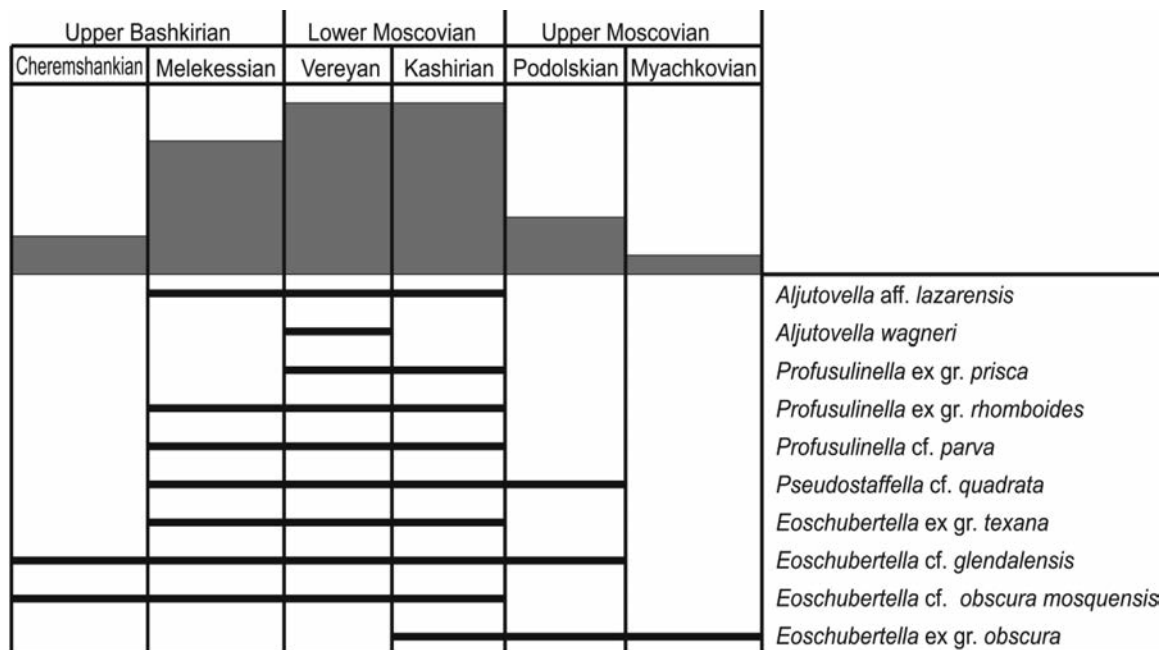 Upper Bashkirian Lower Moscovian Upper Moscovian
Cheremshankian Melekessian Vereyan Kashirian Podolskian Myachkovian
Aljutovella aff. lazarensis
Aljutovella wagneri
Profusulinella ex gr. prisca
Profusulinella ex gr. rhomboides
Profusulinella cf. parva
Pseudostaffella cf. quadrata
Eoschubertella ex gr. texana
Eoschubertella cf. glendalensis
Eoschubertella cf. obscura mosquensis
Eoschubertella ex gr. obscura